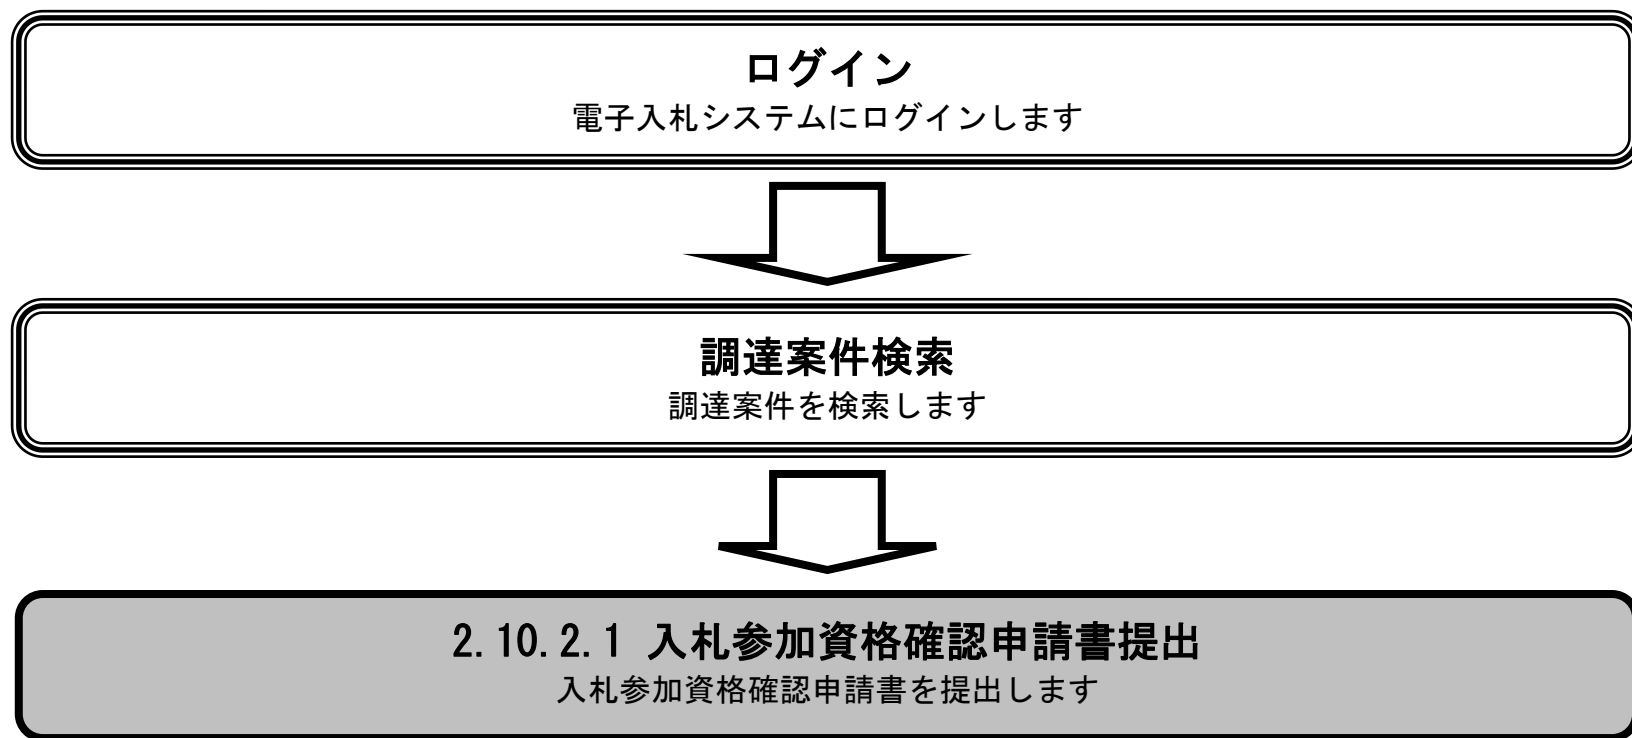 ログイン
電子入札システムにログインします
調達案件検索
調達案件を検索します
2.10.2.1 入札参加資格確認申請書提出
入札参加資格確認申請書を提出します